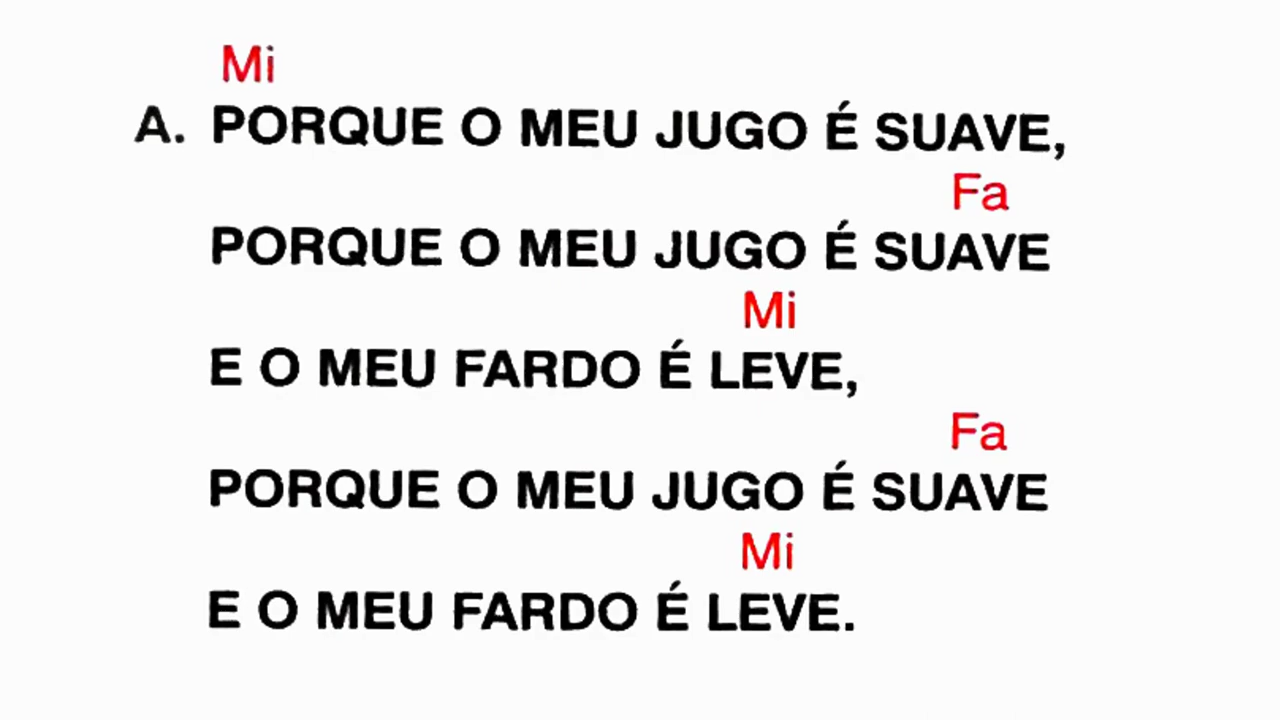 Mi
A. PORQUE O MEU JUGO É SUAVE,
Fa
PORQUE O MEU JUGO É SUAVE
Mi
E O MEU FARDO É LEVE,
Fa
PORQUE O MEU JUGO É SUAVE
Mi
E O MEU FARDO É LEVE.